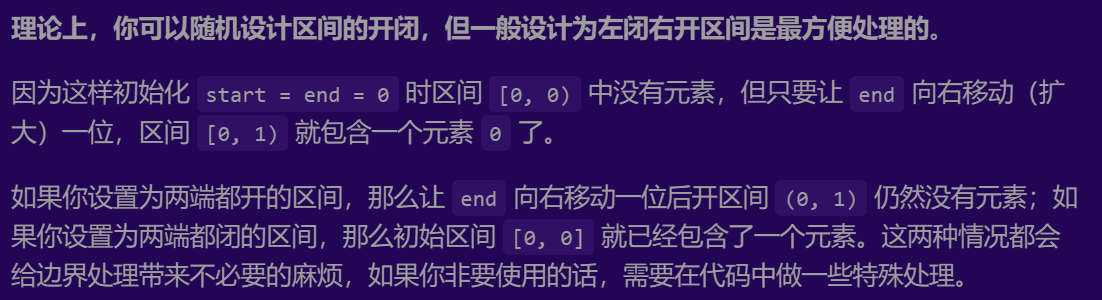 理论上，你可以随机设计区间的开闭，但一般设计为左闭右开区间是最方便处理的。
因为这样初始化 start = end = 0 时区间 [0, 0) 中没有元素，但只要让 end 向右移动（扩
大）一位，区间 [0, 1) 就包含一个元素 0 了。
如果你设置为两端都开的区间，那么让 end 向右移动一位后开区间 (0, 1) 仍然没有元素；如
果你设置为两端都闭的区间，那么初始区间 [0, 0] 就已经包含了一个元素。这两种情况都会
给边界处理带来不必要的麻烦，如果你非要使用的话，需要在代码中做一些特殊处理。